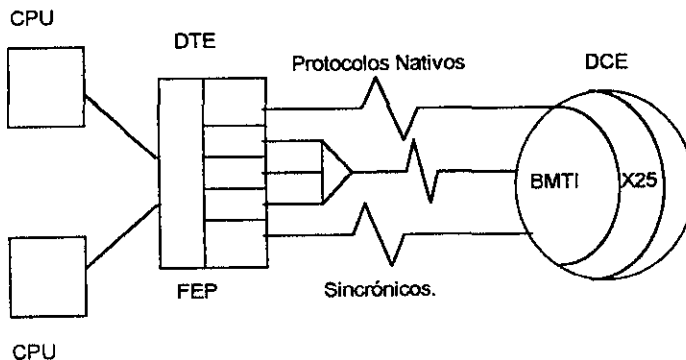 CPU
DTE
Protocolos Nativos
DCE
BMTI
X25
FEP
Sincrónicos.
CPU